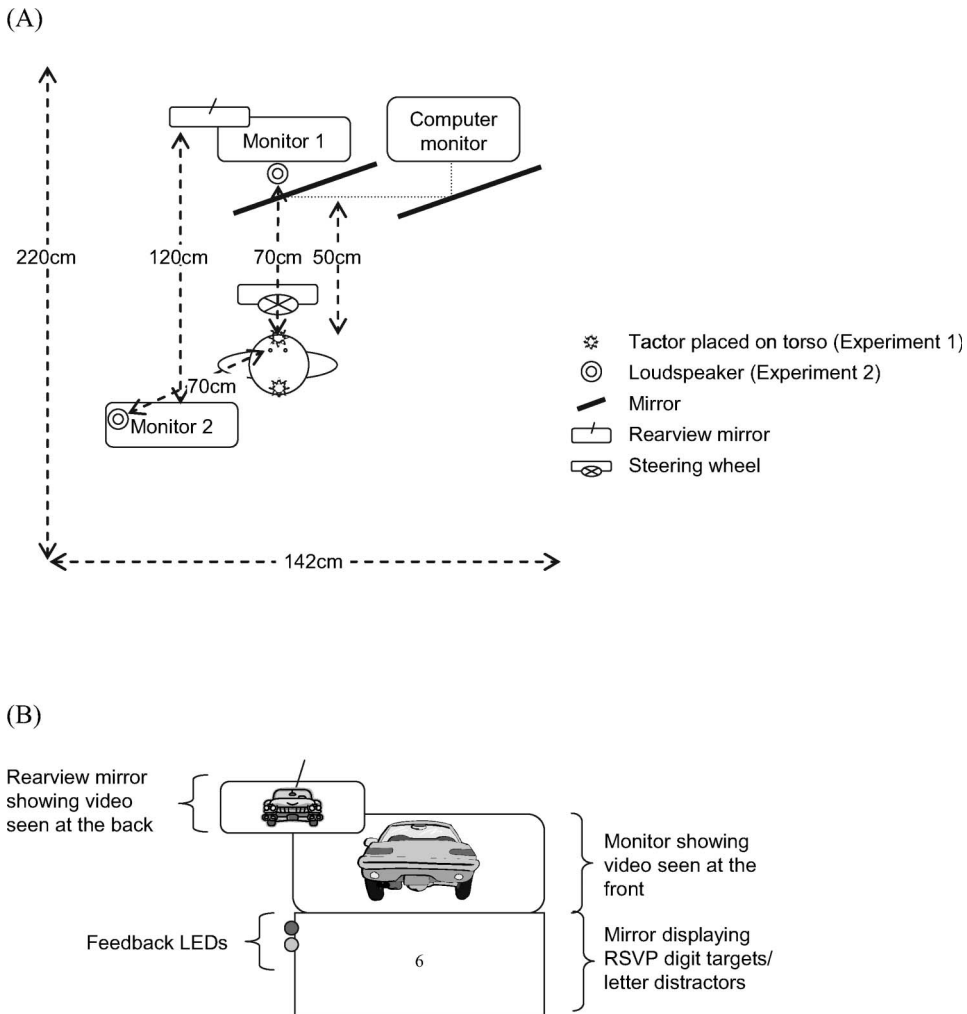 (A)
Monitor 1
Computer
monitor
220cm
120cm
70cm
50cm
70cm
Monitor 2
142cm
Tactor placed on torso (Experiment 1)
Loudspeaker (Experiment 2)
Mirror
Rearview mirror
Steering wheel
(B)
Rearview mirror
showing video
seen at the back
Monitor showing
video seen at the
front
Feedback LEDs
6
Mirror displaying
RSVP digit targets/
letter distractors